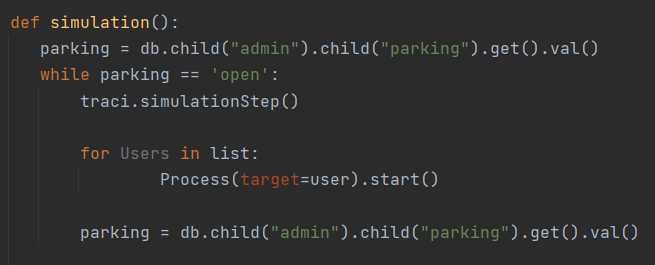 def simulation():
    parking = db.child("admin").child("parking").get().val()
    while parking == 'open':
        traci.simulationStep()

        for Users in list:
                Process(target=user).start()

        parking = db.child("admin").child("parking").get().val()